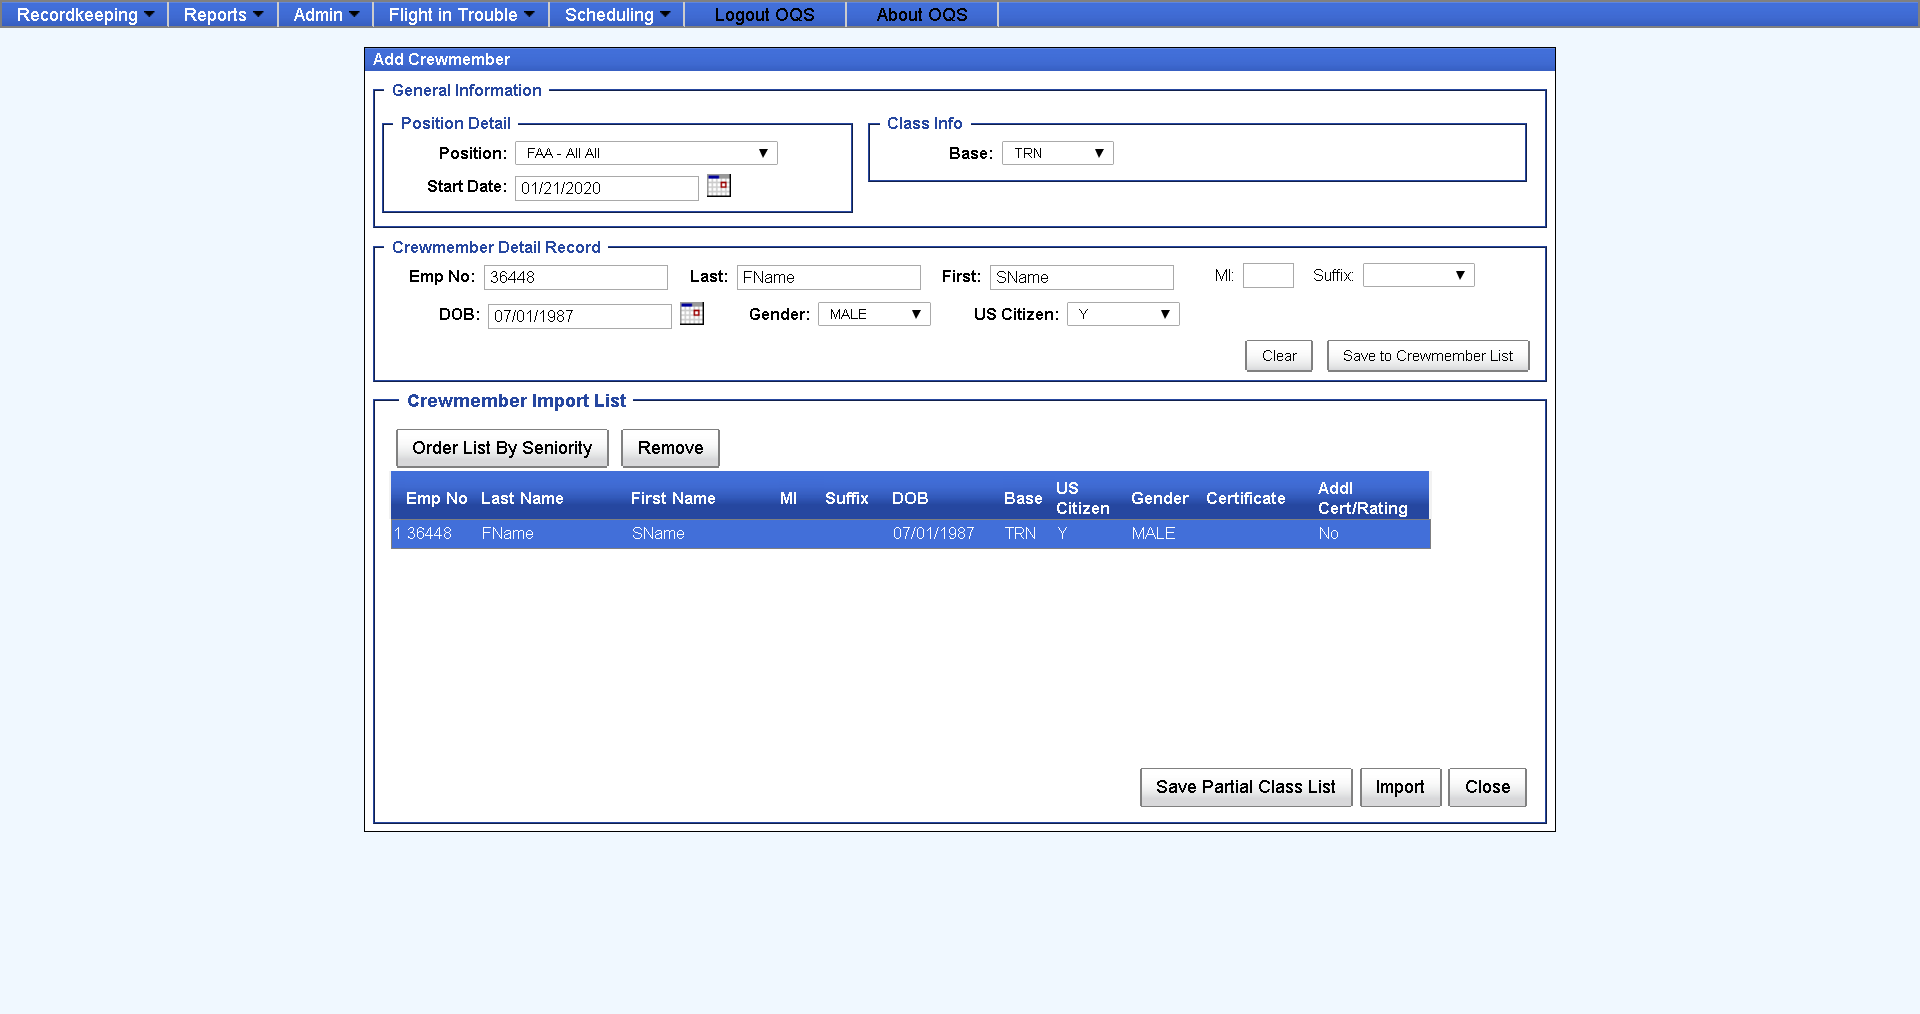 Recordkeeping Reports Admin Flight in Trouble Scheduling Logout OQS About OQS
Add Crewmember
General Information
Position Detail
Position: FAA - All All
Start Date: 01/21/2020
Class Info
Base: TRN
Crewmember Detail Record
Emp No: 36448 Last: FName First: SName MI: Suffix:
DOB: 07/01/1987 Gender: MALE US Citizen: Y
Clear Save to Crewmember List
Crewmember Import List
Order List By Seniority Remove
Emp No Last Name First Name MI Suffix DOB Base US Citizen Gender Certificate Addl Cert/Rating
1 36448 FName SName 07/01/1987 TRN Y MALE No
Save Partial Class List Import Close